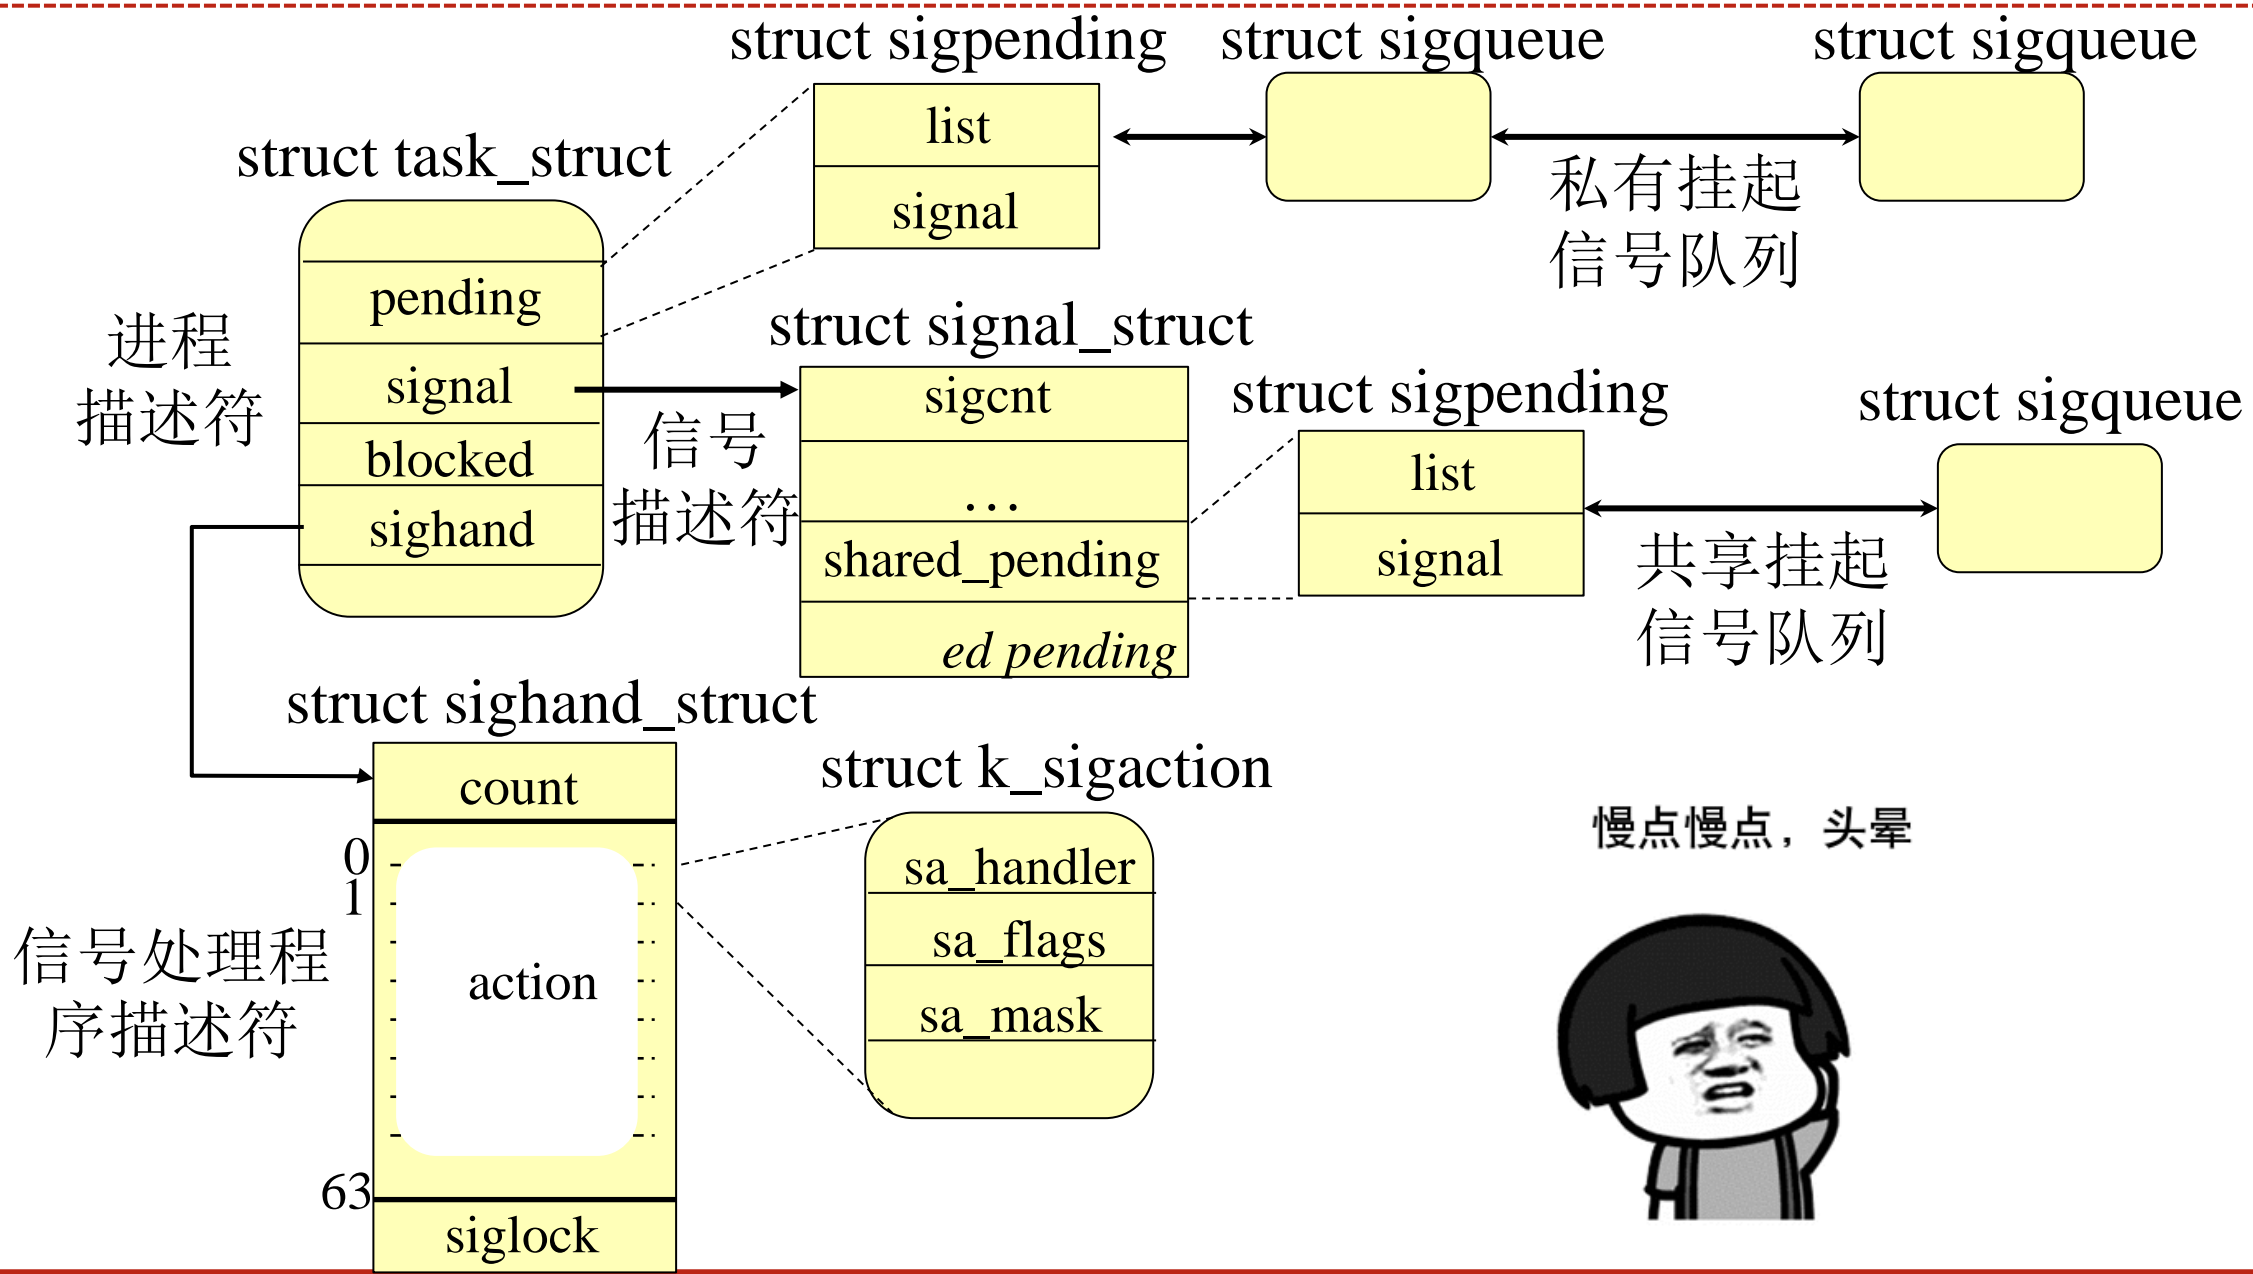 struct sigpending
struct sigqueue
struct sigqueue
list
signal
私有挂起
信号队列
struct task_struct
pending
signal
blocked
sighand
进程
描述符
信号
描述符
struct signal_struct
sigcnt
...
shared_pending
ed pending
struct sigpending
list
signal
struct sigqueue
共享挂起
信号队列
struct sighand_struct
count
0
1
action
63
siglock
信号处理程
序描述符
struct k_sigaction
sa_handler
sa_flags
sa_mask
慢点慢点，头晕